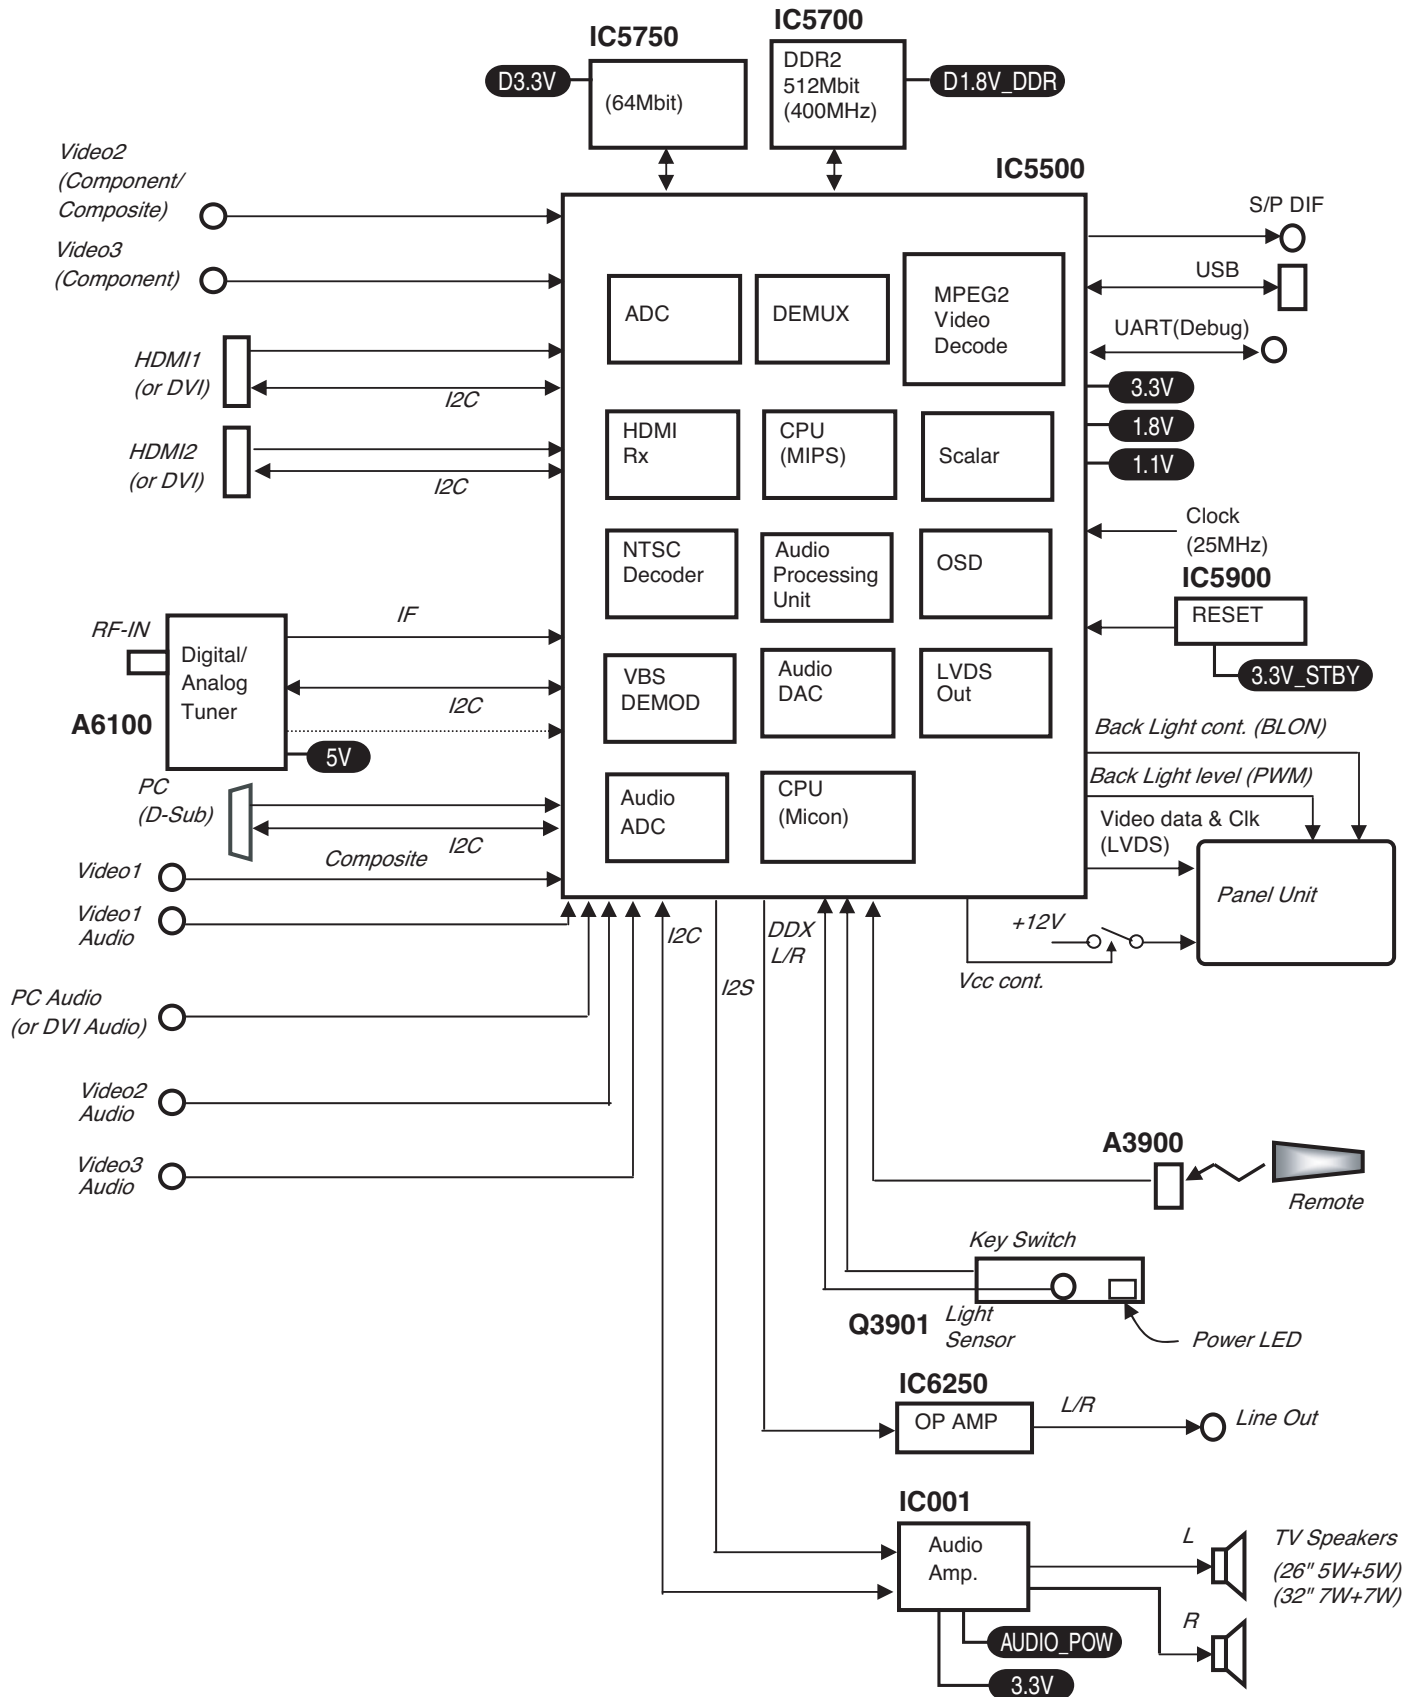 IC5700
IC5750
DDR2
512Mbit
(400MHz)
D3.3V
(64Mbit)
D1.8V_DDR
IC5500
Video2
(Component/
Composite)
Video3
(Component)
HDMI1
(or DVI)
I2C
HDMI2
(or DVI)
I2C
RF-IN
Digital/
Analog
Tuner
A6100
IF
I2C
5V
PC
(D-Sub)
I2C
Composite
Video1
Video1
Audio
PC Audio
(or DVI Audio)
Video2
Audio
Video3
Audio
ADC
DEMUX
MPEG2
Video
Decode
HDMI
Rx
CPU
(MIPS)
Scalar
NTSC
Decoder
Audio
Processing
Unit
OSD
VBS
DEMOD
Audio
DAC
LVDS
Out
Audio
ADC
CPU
(Micon)
S/P DIF
USB
UART(Debug)
3.3V
1.8V
1.1V
Clock
(25MHz)
IC5900
RESET
3.3V_STBY
Back Light cont. (BLON)
Back Light level (PWM)
Video data & Clk
(LVDS)
Panel Unit
+12V
Vcc cont.
I2C
I2S
DDX
L/R
A3900
Remote
Key Switch
Q3901
Light
Sensor
Power LED
IC6250
OP AMP
L/R
Line Out
IC001
Audio
Amp.
L
R
TV Speakers
(26" 5W+5W)
(32" 7W+7W)
AUDIO_POW
3.3V